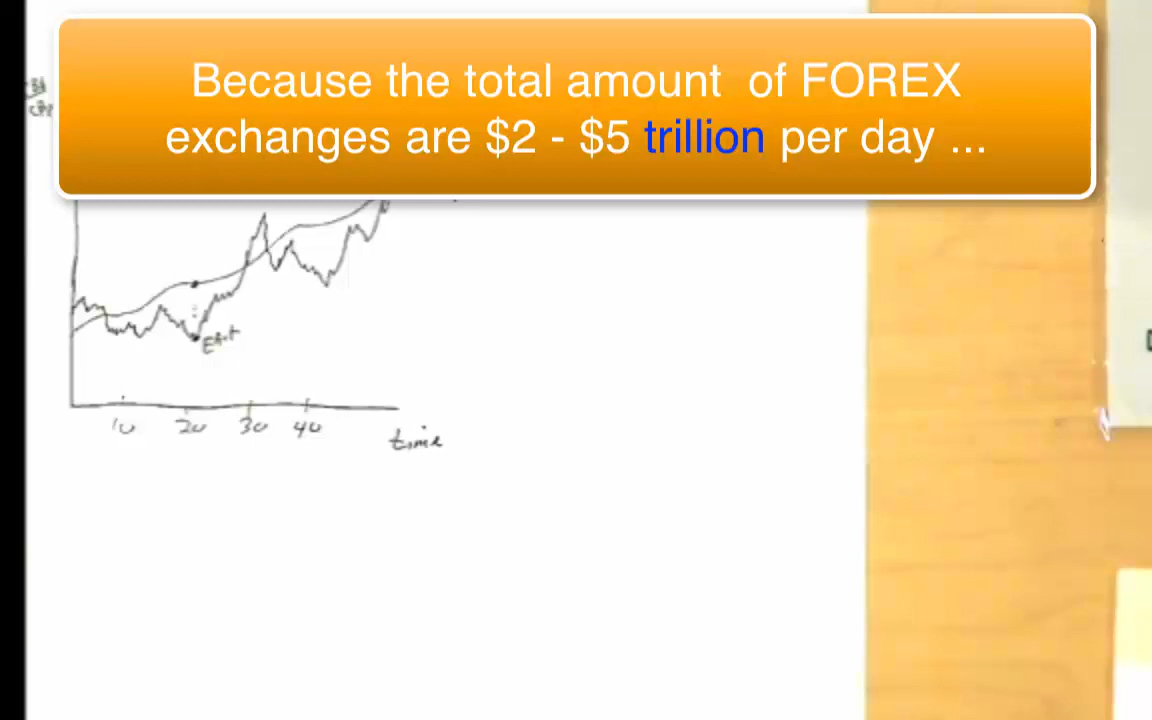 Because the total amount  of FOREX
exchanges are $2 - $5 trillion per day ...
10 20 30 40
time